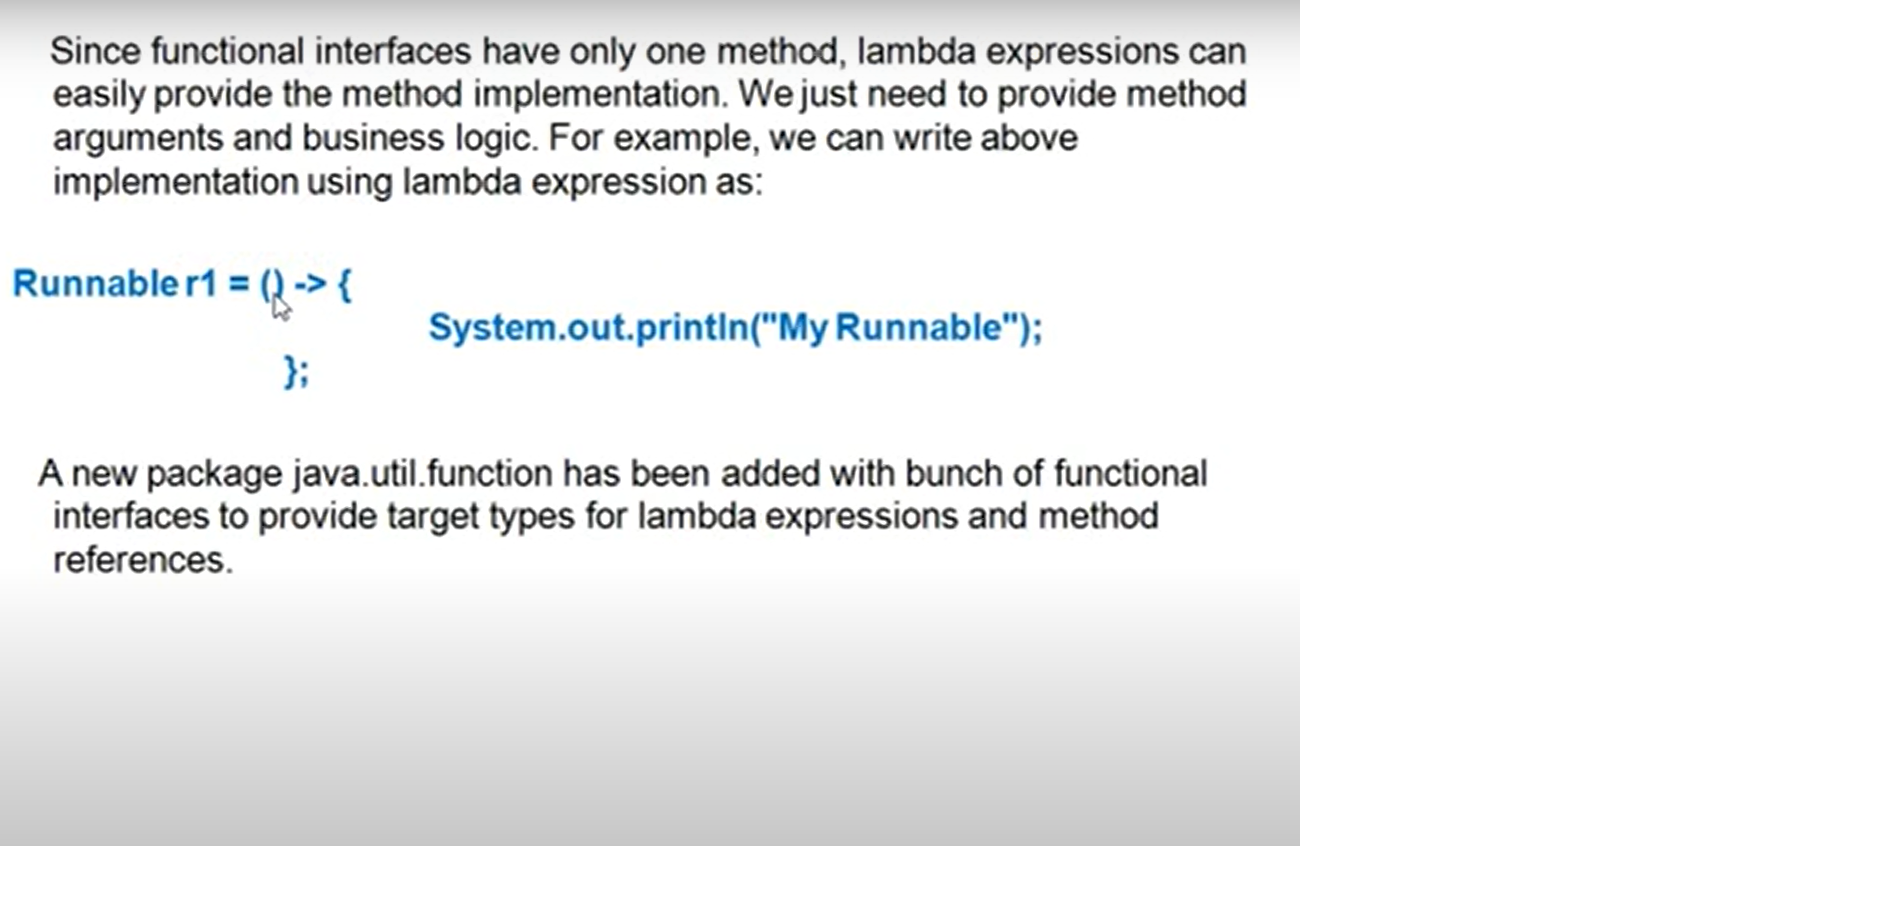 Since functional interfaces have only one method, lambda expressions can
easily provide the method implementation. We just need to provide method
arguments and business logic. For example, we can write above
implementation using lambda expression as:
Runnable r1 = () -> {
System.out.println("My Runnable");
};
A new package java.util.function has been added with bunch of functional
interfaces to provide target types for lambda expressions and method
references.